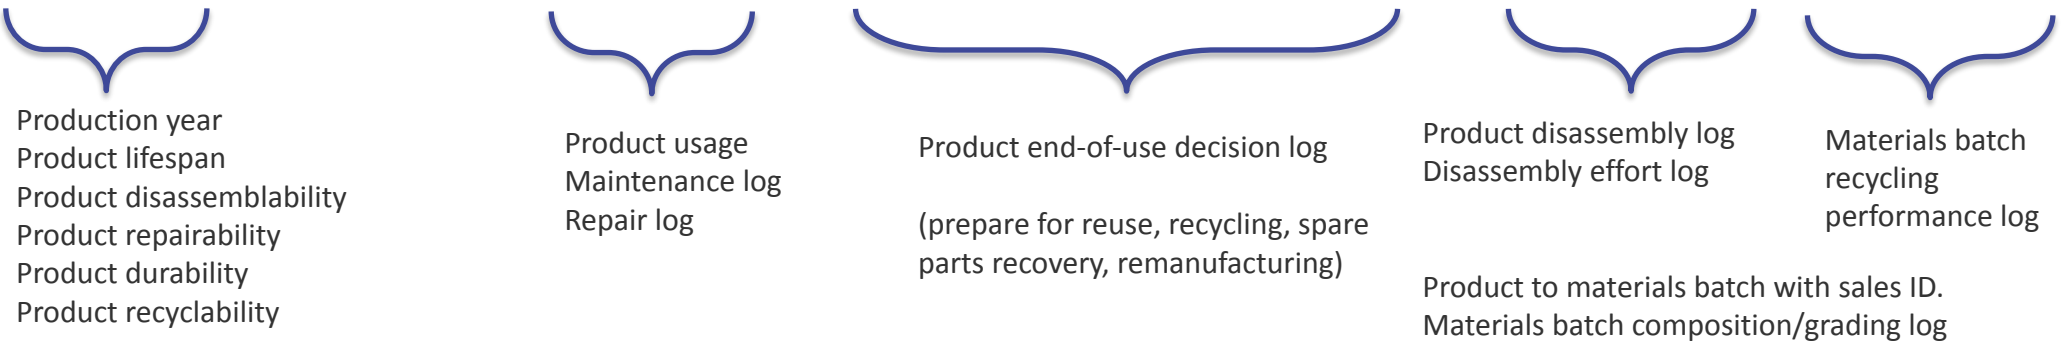 Production year
Product lifespan
Product disassemblability
Product repairability
Product durability
Product recyclability
Product usage
Maintenance log
Repair log
Product end-of-use decision log
(prepare for reuse, recycling, spare
parts recovery, remanufacturing)
Product disassembly log
Disassembly effort log
Materials batch
recycling
performance log
Product to materials batch with sales ID.
Materials batch composition/grading log